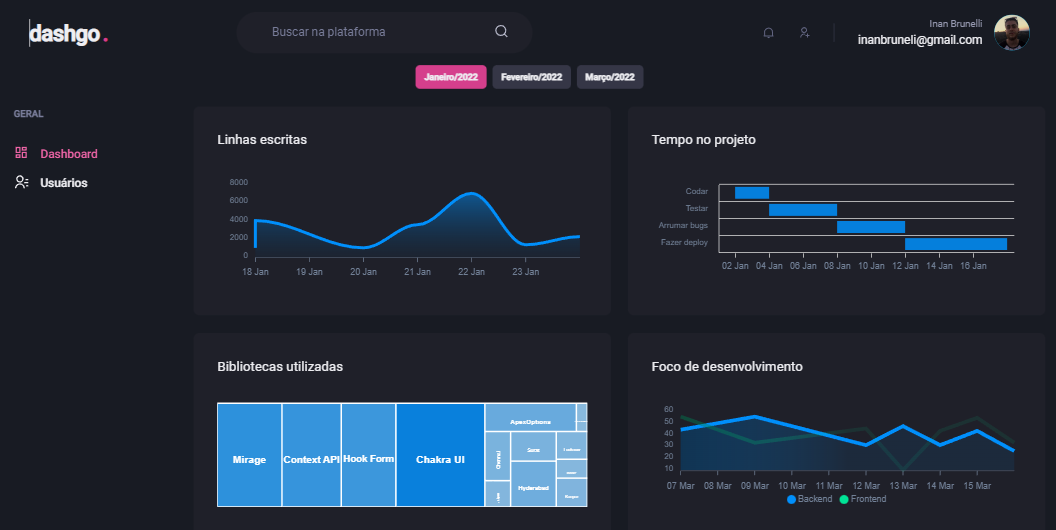 dashgo.
Buscar na plataforma
Inan Brunelli
inanbruneli@gmail.com
Janeiro/2022 Fevereiro/2022 Março/2022
GERAL
Dashboard
Usuários
Linhas escritas
8000
6000
4000
2000
0
18 Jan 19 Jan 20 Jan 21 Jan 22 Jan 23 Jan
Tempo no projeto
Codar
Testar
Arrumar bugs
Fazer deploy
02 Jan 04 Jan 06 Jan 08 Jan 10 Jan 12 Jan 14 Jan 16 Jan
Bibliotecas utilizadas
Mirage
Context API
Hook Form
Chakra UI
ApexOptions
Chennai
Surat
Hyderabad
Foco de desenvolvimento
60
50
40
30
20
10
07 Mar 08 Mar 09 Mar 10 Mar 11 Mar 12 Mar 13 Mar 14 Mar 15 Mar
Backend Frontend